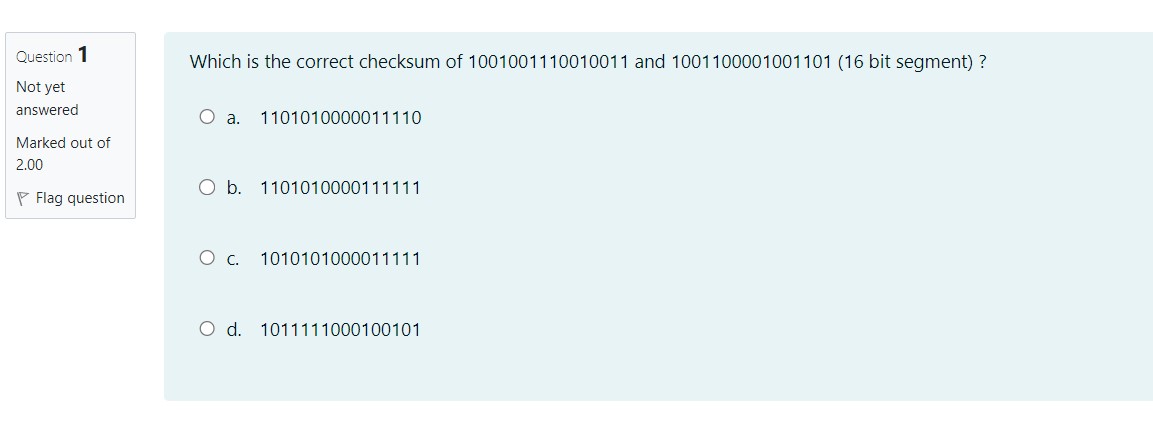 Question 1
Not yet
answered
Marked out of
2.00
Flag question
Which is the correct checksum of 1001001110010011 and 1001100001001101 (16 bit segment) ?
a. 1101010000011110
b. 1101010000111111
c. 1010101000011111
d. 1011111000100101